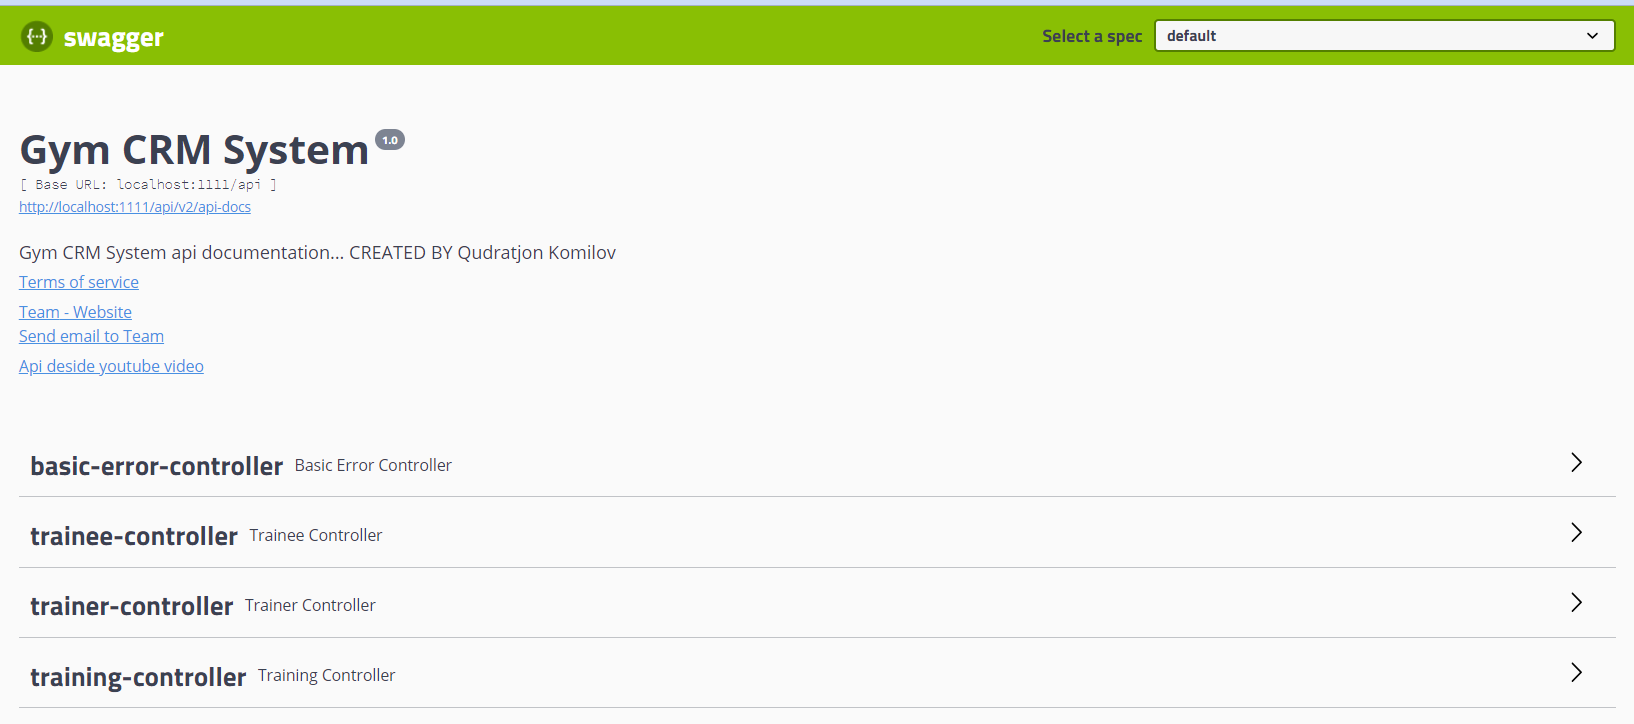 {...} swagger
Select a spec default
Gym CRM System 1.0
[ Base URL: localhost:1111/api ]
http://localhost:1111/api/v2/api-docs
Gym CRM System api documentation... CREATED BY Qudratjon Komilov
Terms of service
Team - Website
Send email to Team
Api deside youtube video
basic-error-controller Basic Error Controller
trainee-controller Trainee Controller
trainer-controller Trainer Controller
training-controller Training Controller